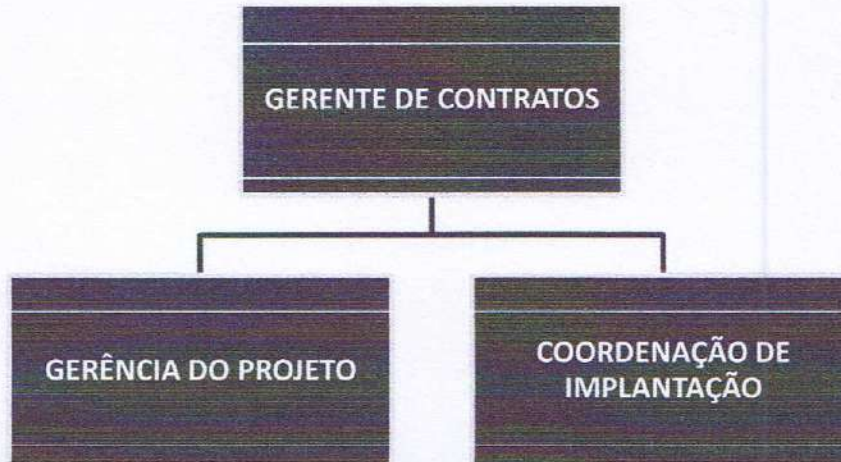 GERENTE DE CONTRATOS
GERÊNCIA DO PROJETO
COORDENAÇÃO DE
IMPLANTAÇÃO